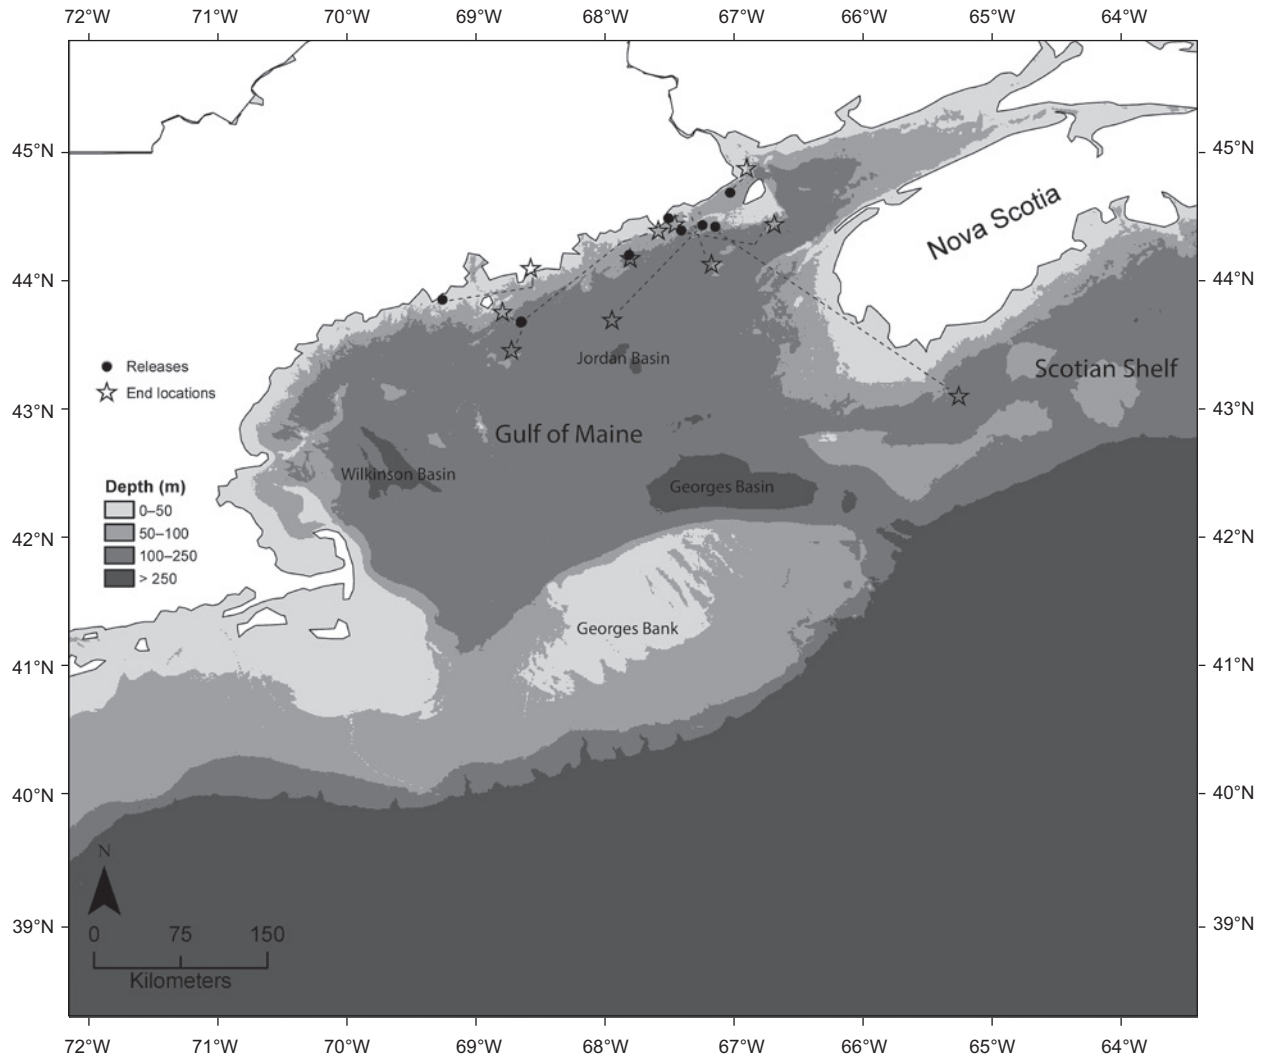 72°W 71°W 70°W 69°W 68°W 67°W 66°W 65°W 64°W
45°N 45°N
Nova Scotia
44°N 44°N
Jordan Basin
Releases
Scotian Shelf
End locations
43°N 43°N
Gulf of Maine
Wilkinson Basin
Georges Basin
Depth (m)
0–50
50–100
100–250
> 250
42°N 42°N
Georges Bank
41°N 41°N
40°N 40°N
N
39°N 39°N
0 75 150
Kilometers
72°W 71°W 70°W 69°W 68°W 67°W 66°W 65°W 64°W